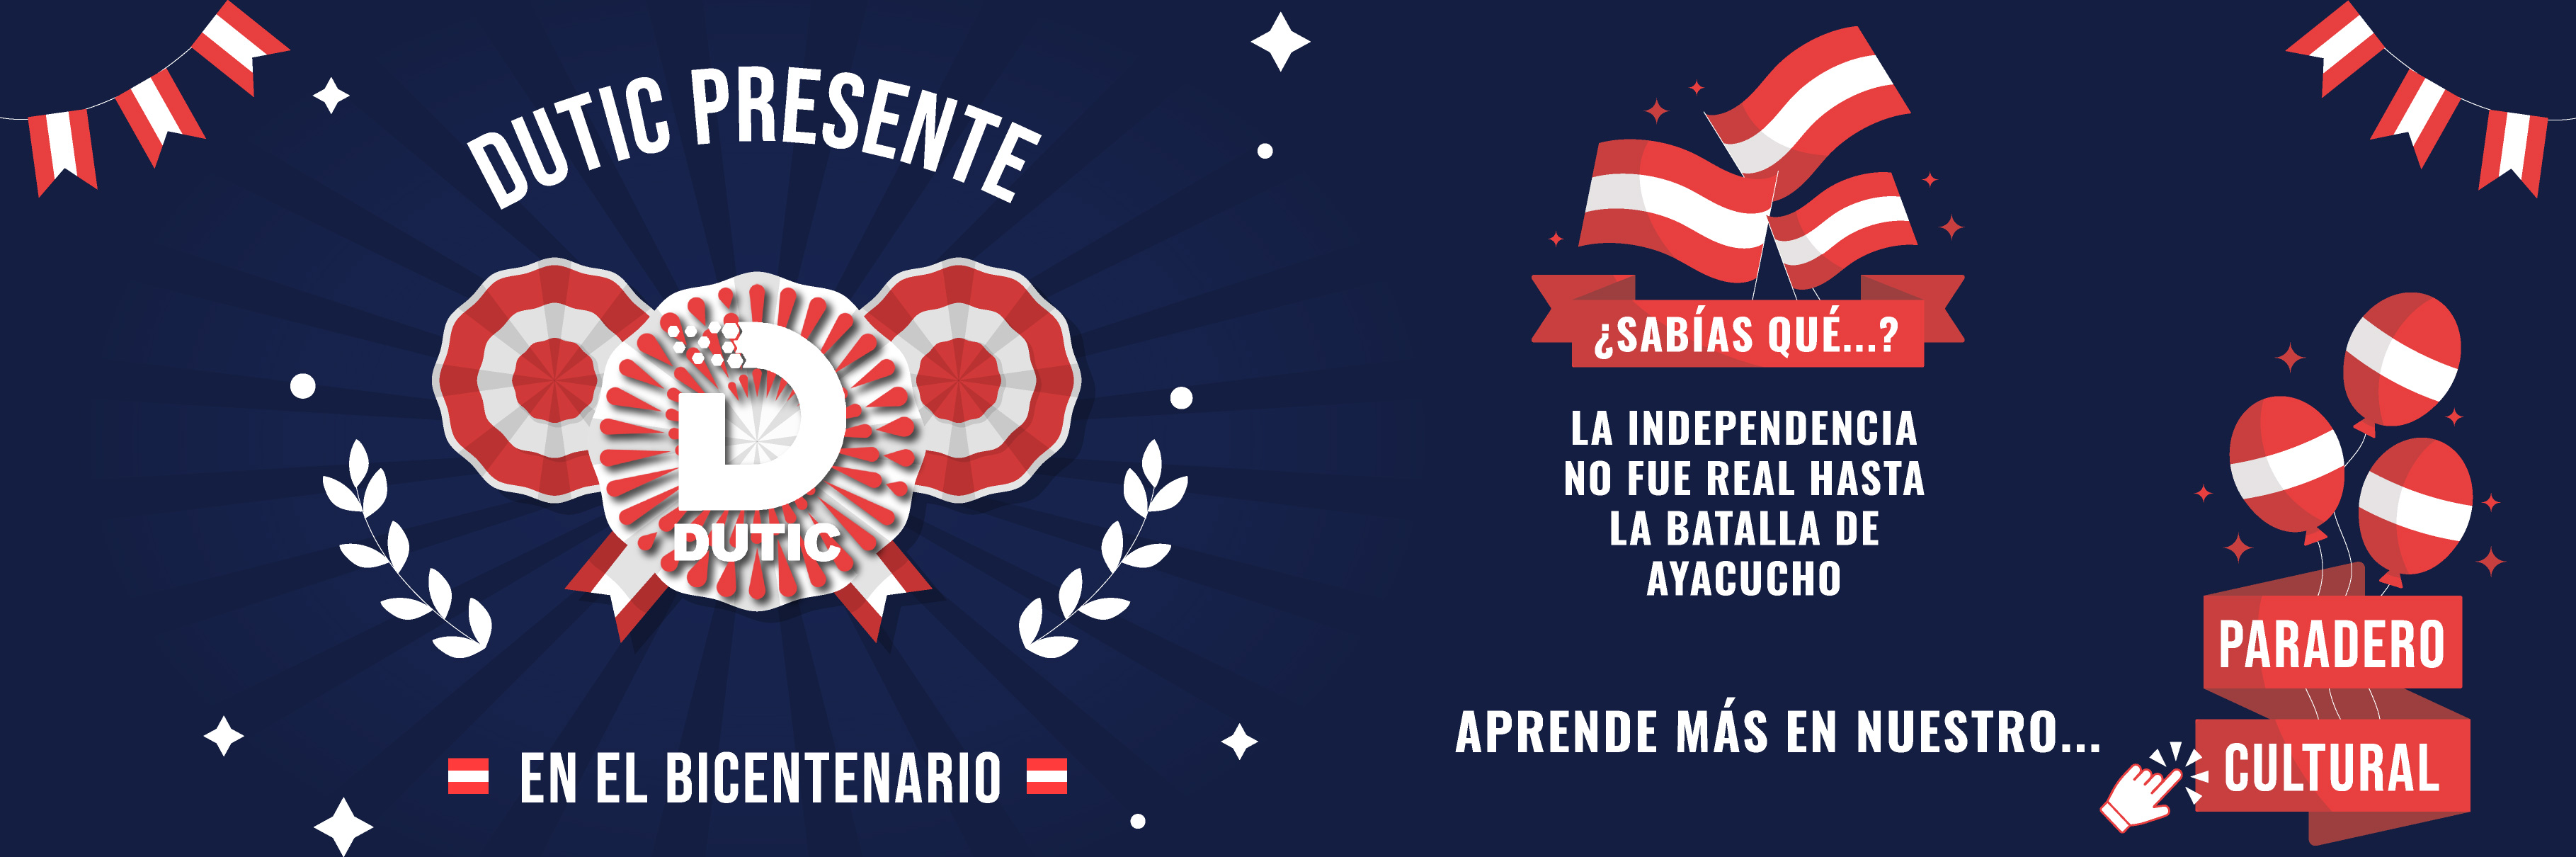 DUTIC PRESENTE
DUTIC
EN EL BICENTENARIO
¿SABÍAS QUÉ...?
LA INDEPENDENCIA
NO FUE REAL HASTA
LA BATALLA DE
AYACUCHO
APRENDE MÁS EN NUESTRO...
PARADERO
CULTURAL